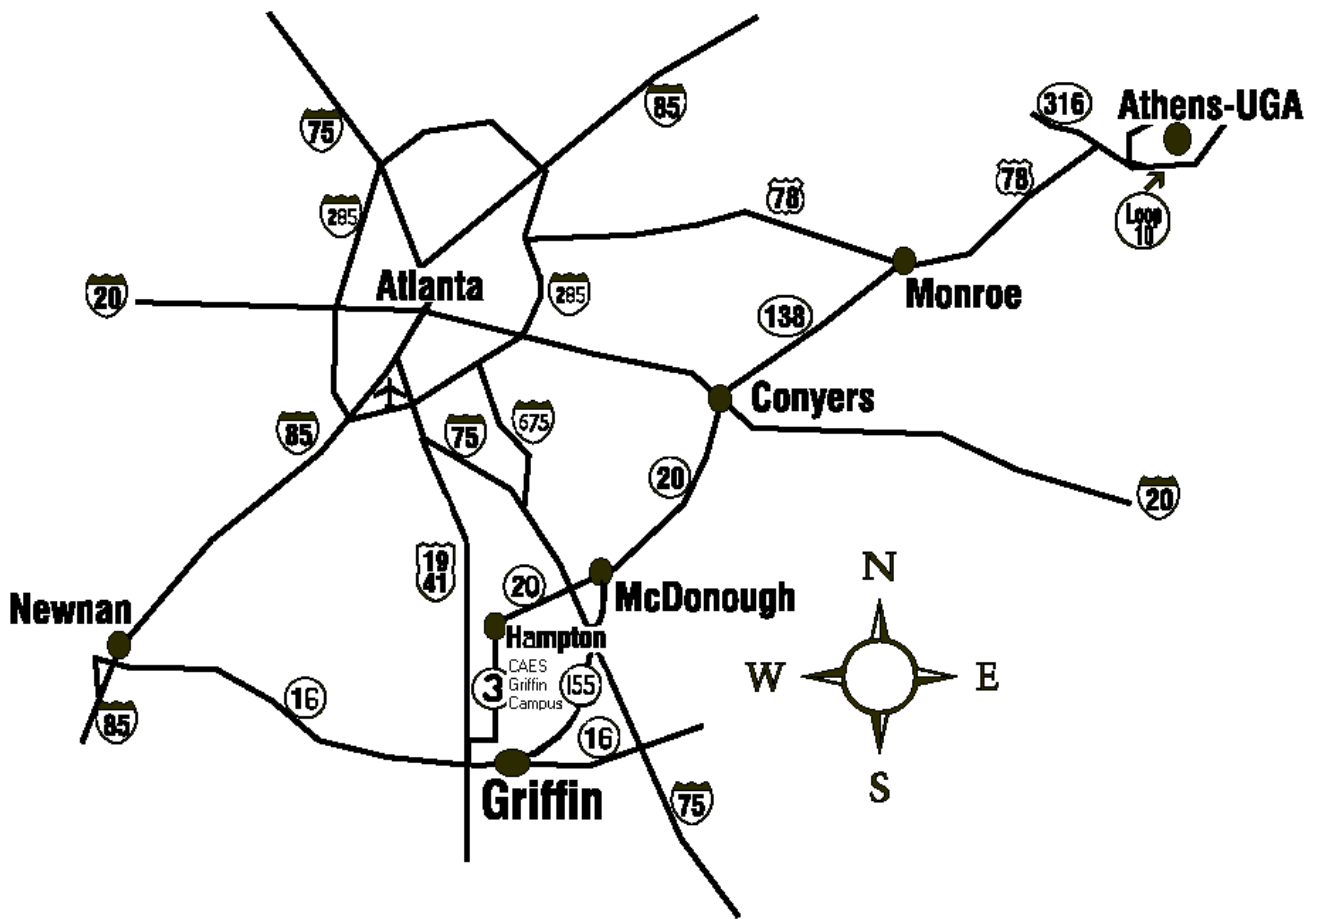 85
316
Athens-UGA
75
78
78
285
Loop
10
Atlanta
285
20
Monroe
138
Conyers
85
75
675
20
20
19
41
N
20
McDonough
Newnan
Hampton
W
E
CAES
3
Griffin
155
Campus
16
85
16
S
Griffin
75